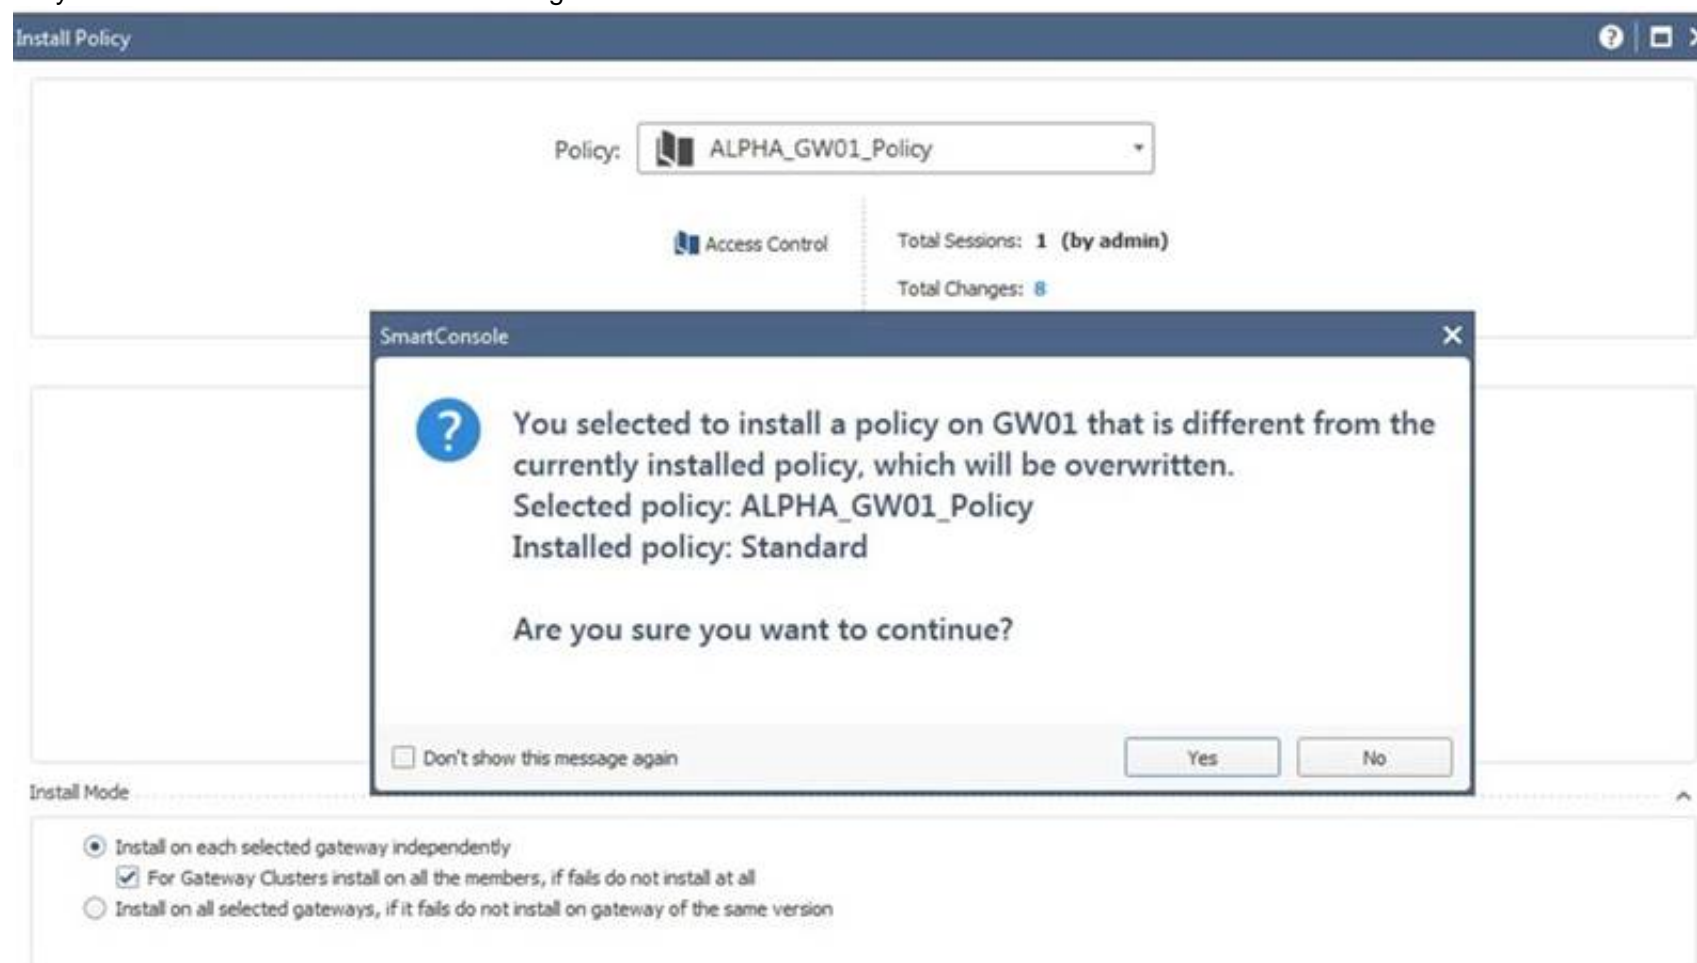 Install Policy
Policy: ALPHA_GW01_Policy
Access Control
Total Sessions: 1 (by admin)
Total Changes: 8
SmartConsole
You selected to install a policy on GW01 that is different from the
currently installed policy, which will be overwritten.
Selected policy: ALPHA_GW01_Policy
Installed policy: Standard
Are you sure you want to continue?
Don't show this message again
Yes
No
Install Mode
Install on each selected gateway independently
For Gateway Clusters install on all the members, if fails do not install at all
Install on all selected gateways, if it fails do not install on gateway of the same version